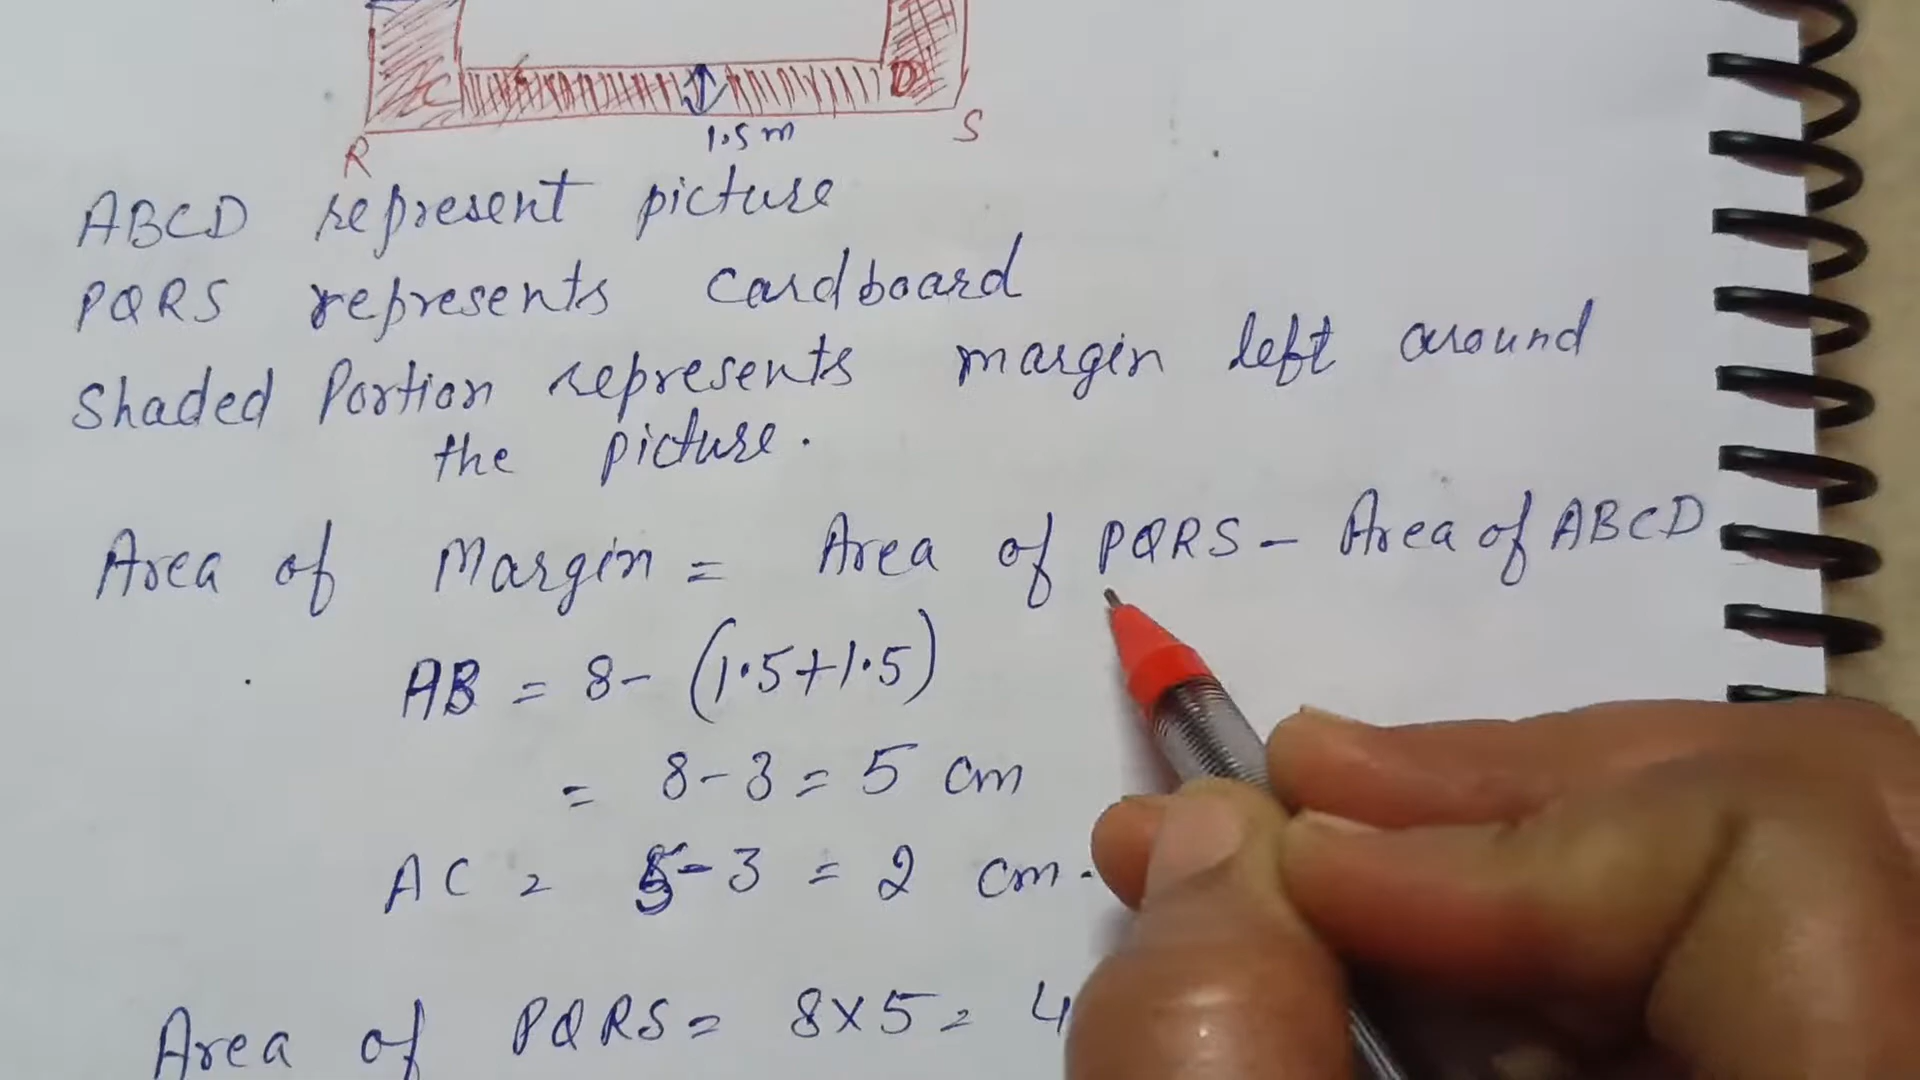 C D
1.5 m
R S
ABCD represent picture
PQRS represents cardboard
Shaded Portion represents margin left around
the picture.
Area of Margin = Area of PQRS - Area of ABCD
AB = 8 - (1.5+1.5)
= 8 - 3 = 5 cm
AC = 5 - 3 = 2 cm.
Area of PQRS = 8×5 = 4